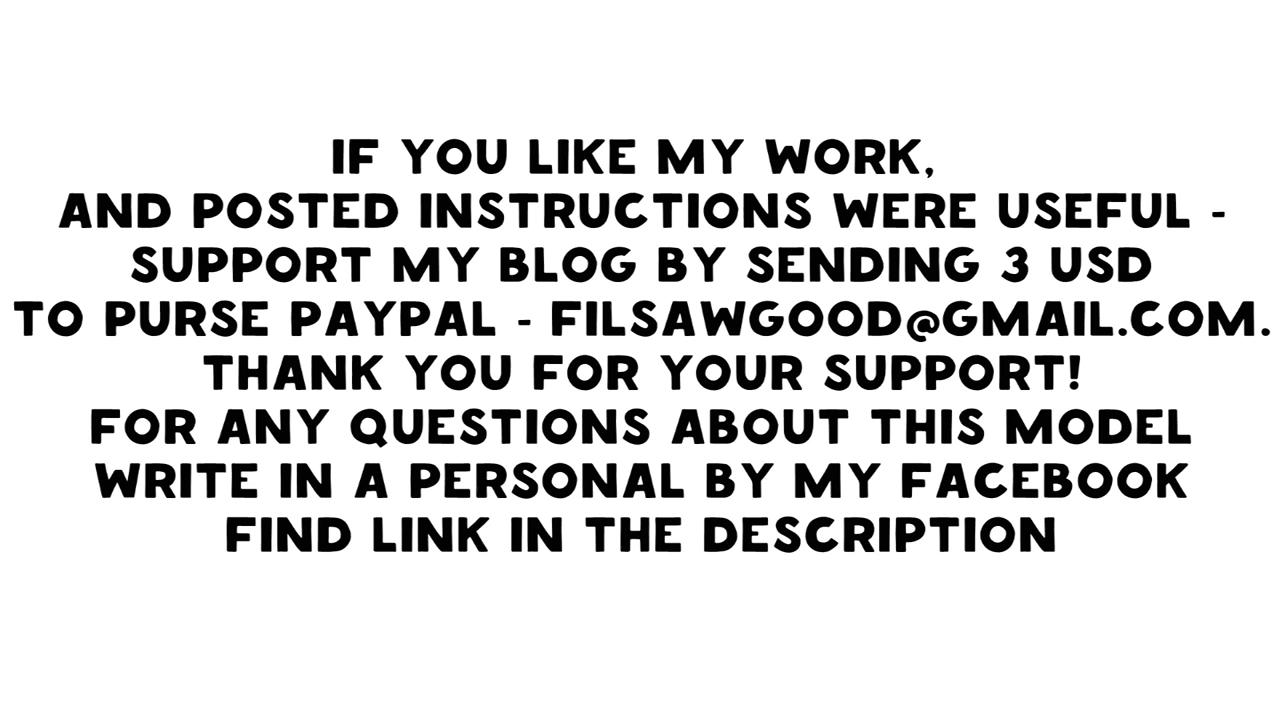 IF YOU LIKE MY WORK,
AND POSTED INSTRUCTIONS WERE USEFUL -
SUPPORT MY BLOG BY SENDING 3 USD
TO PURSE PAYPAL - FILSAWGOOD@GMAIL.COM.
THANK YOU FOR YOUR SUPPORT!
FOR ANY QUESTIONS ABOUT THIS MODEL
WRITE IN A PERSONAL BY MY FACEBOOK
FIND LINK IN THE DESCRIPTION